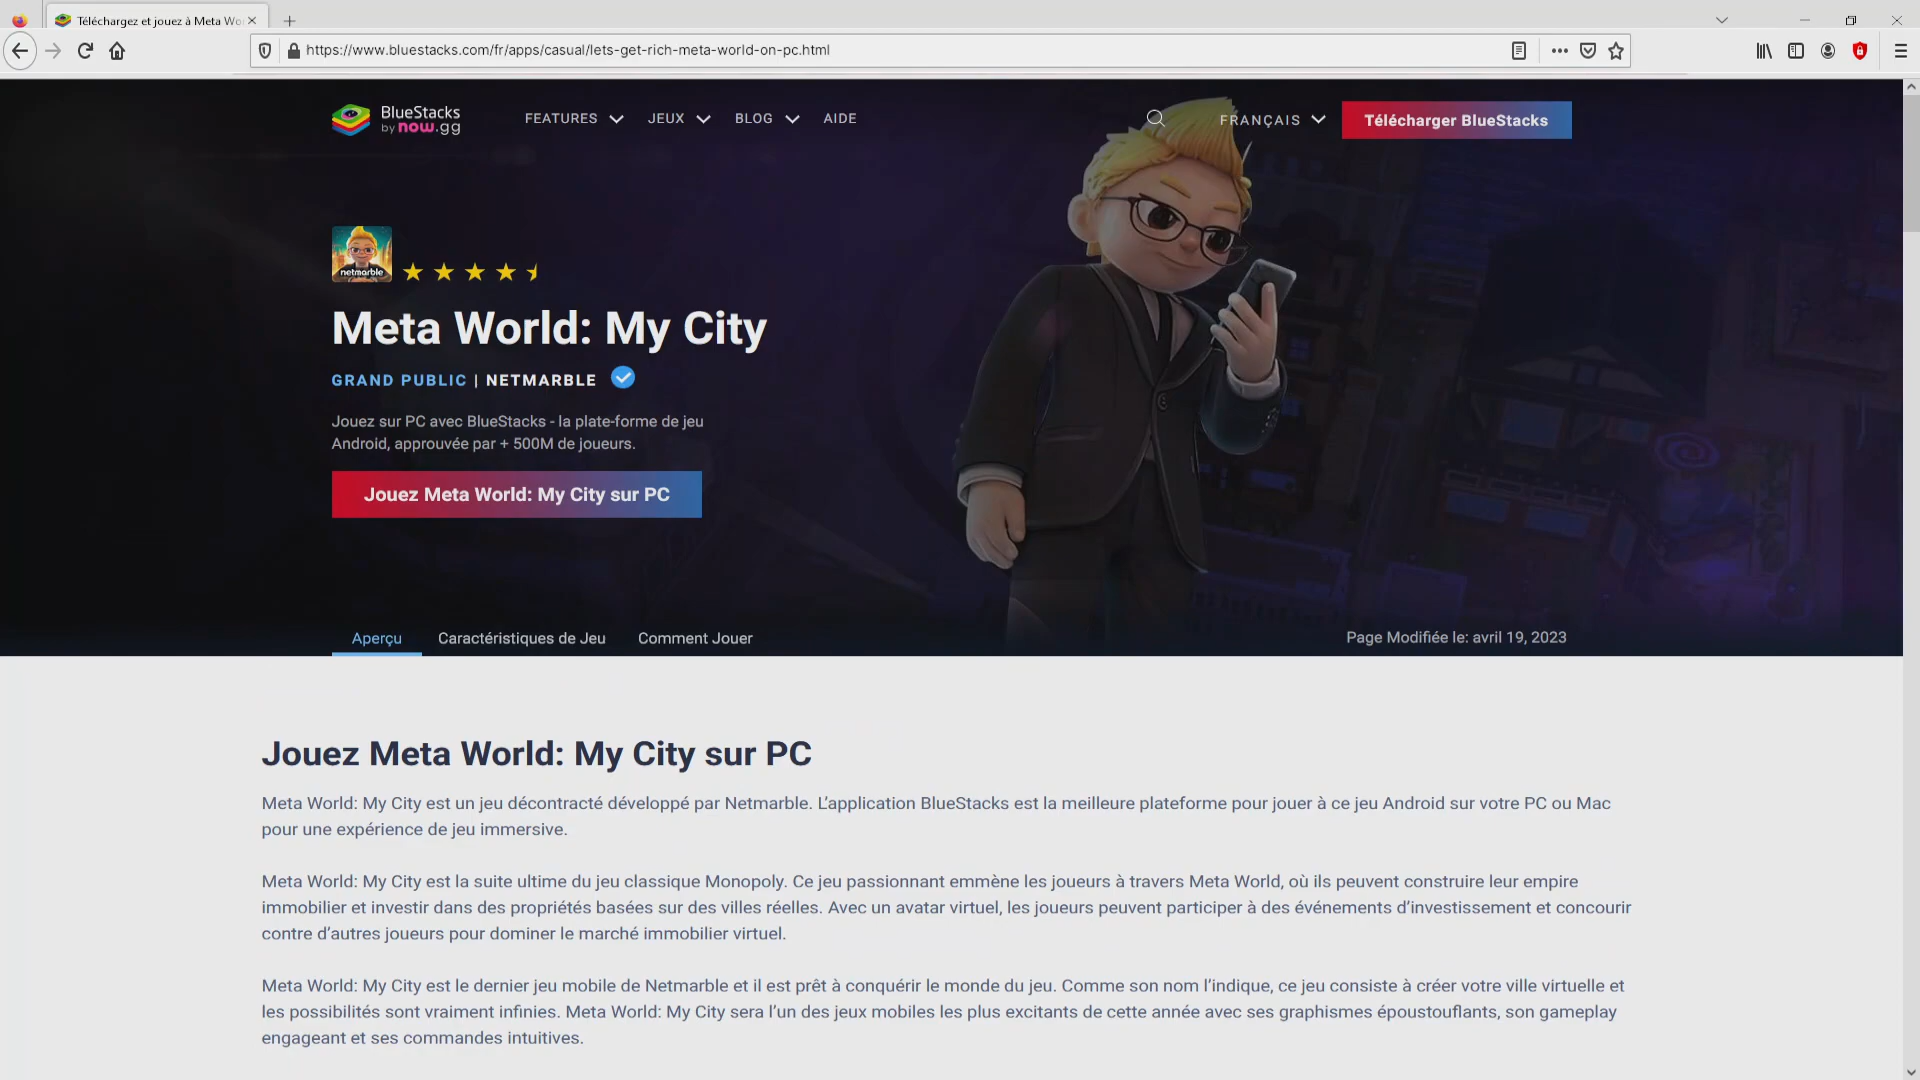 Téléchargez et jouez à Meta Wo
https://www.bluestacks.com/fr/apps/casual/lets-get-rich-meta-world-on-pc.html
BlueStacks
by now.gg
FEATURES
JEUX
BLOG
AIDE
FRANÇAIS
Télécharger BlueStacks
netmarble
Meta World: My City
GRAND PUBLIC | NETMARBLE
Jouez sur PC avec BlueStacks - la plate-forme de jeu
Android, approuvée par + 500M de joueurs.
Jouez Meta World: My City sur PC
Aperçu
Caractéristiques de Jeu
Comment Jouer
Page Modifiée le: avril 19, 2023
Jouez Meta World: My City sur PC
Meta World: My City est un jeu décontracté développé par Netmarble. L’application BlueStacks est la meilleure plateforme pour jouer à ce jeu Android sur votre PC ou Mac
pour une expérience de jeu immersive.
Meta World: My City est la suite ultime du jeu classique Monopoly. Ce jeu passionnant emmène les joueurs à travers Meta World, où ils peuvent construire leur empire
immobilier et investir dans des propriétés basées sur des villes réelles. Avec un avatar virtuel, les joueurs peuvent participer à des événements d’investissement et concourir
contre d’autres joueurs pour dominer le marché immobilier virtuel.
Meta World: My City est le dernier jeu mobile de Netmarble et il est prêt à conquérir le monde du jeu. Comme son nom l’indique, ce jeu consiste à créer votre ville virtuelle et
les possibilités sont vraiment infinies. Meta World: My City sera l’un des jeux mobiles les plus excitants de cette année avec ses graphismes époustouflants, son gameplay
engageant et ses commandes intuitives.